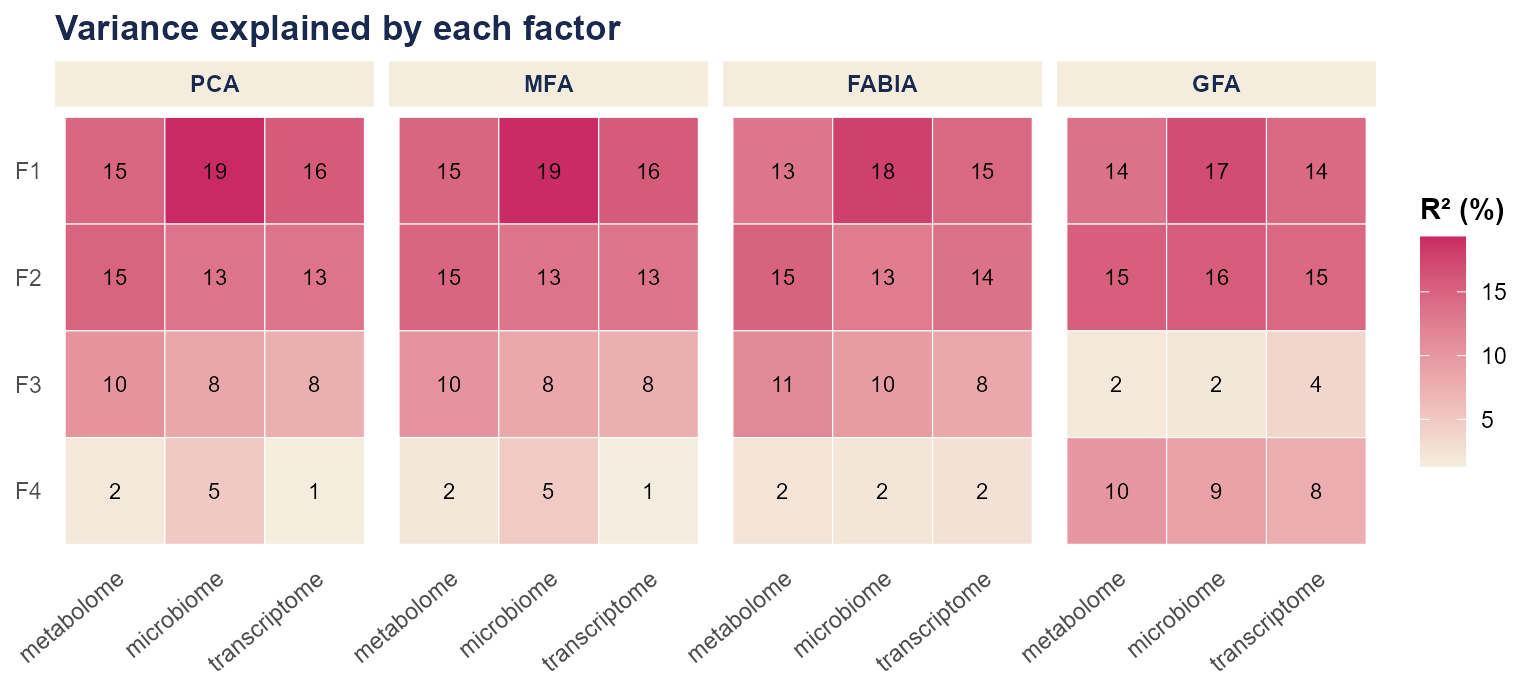 Variance explained by each factor
PCA MFA FABIA GFA
F1 15 19 16 15 19 16 13 18 15 14 17 14
F2 15 13 13 15 13 13 15 13 14 15 16 15
F3 10 8 8 10 8 8 11 10 8 2 2 4
F4 2 5 1 2 5 1 2 2 2 10 9 8
metabolome microbiome transcriptome metabolome microbiome transcriptome metabolome microbiome transcriptome metabolome microbiome transcriptome
R² (%)
15
10
5